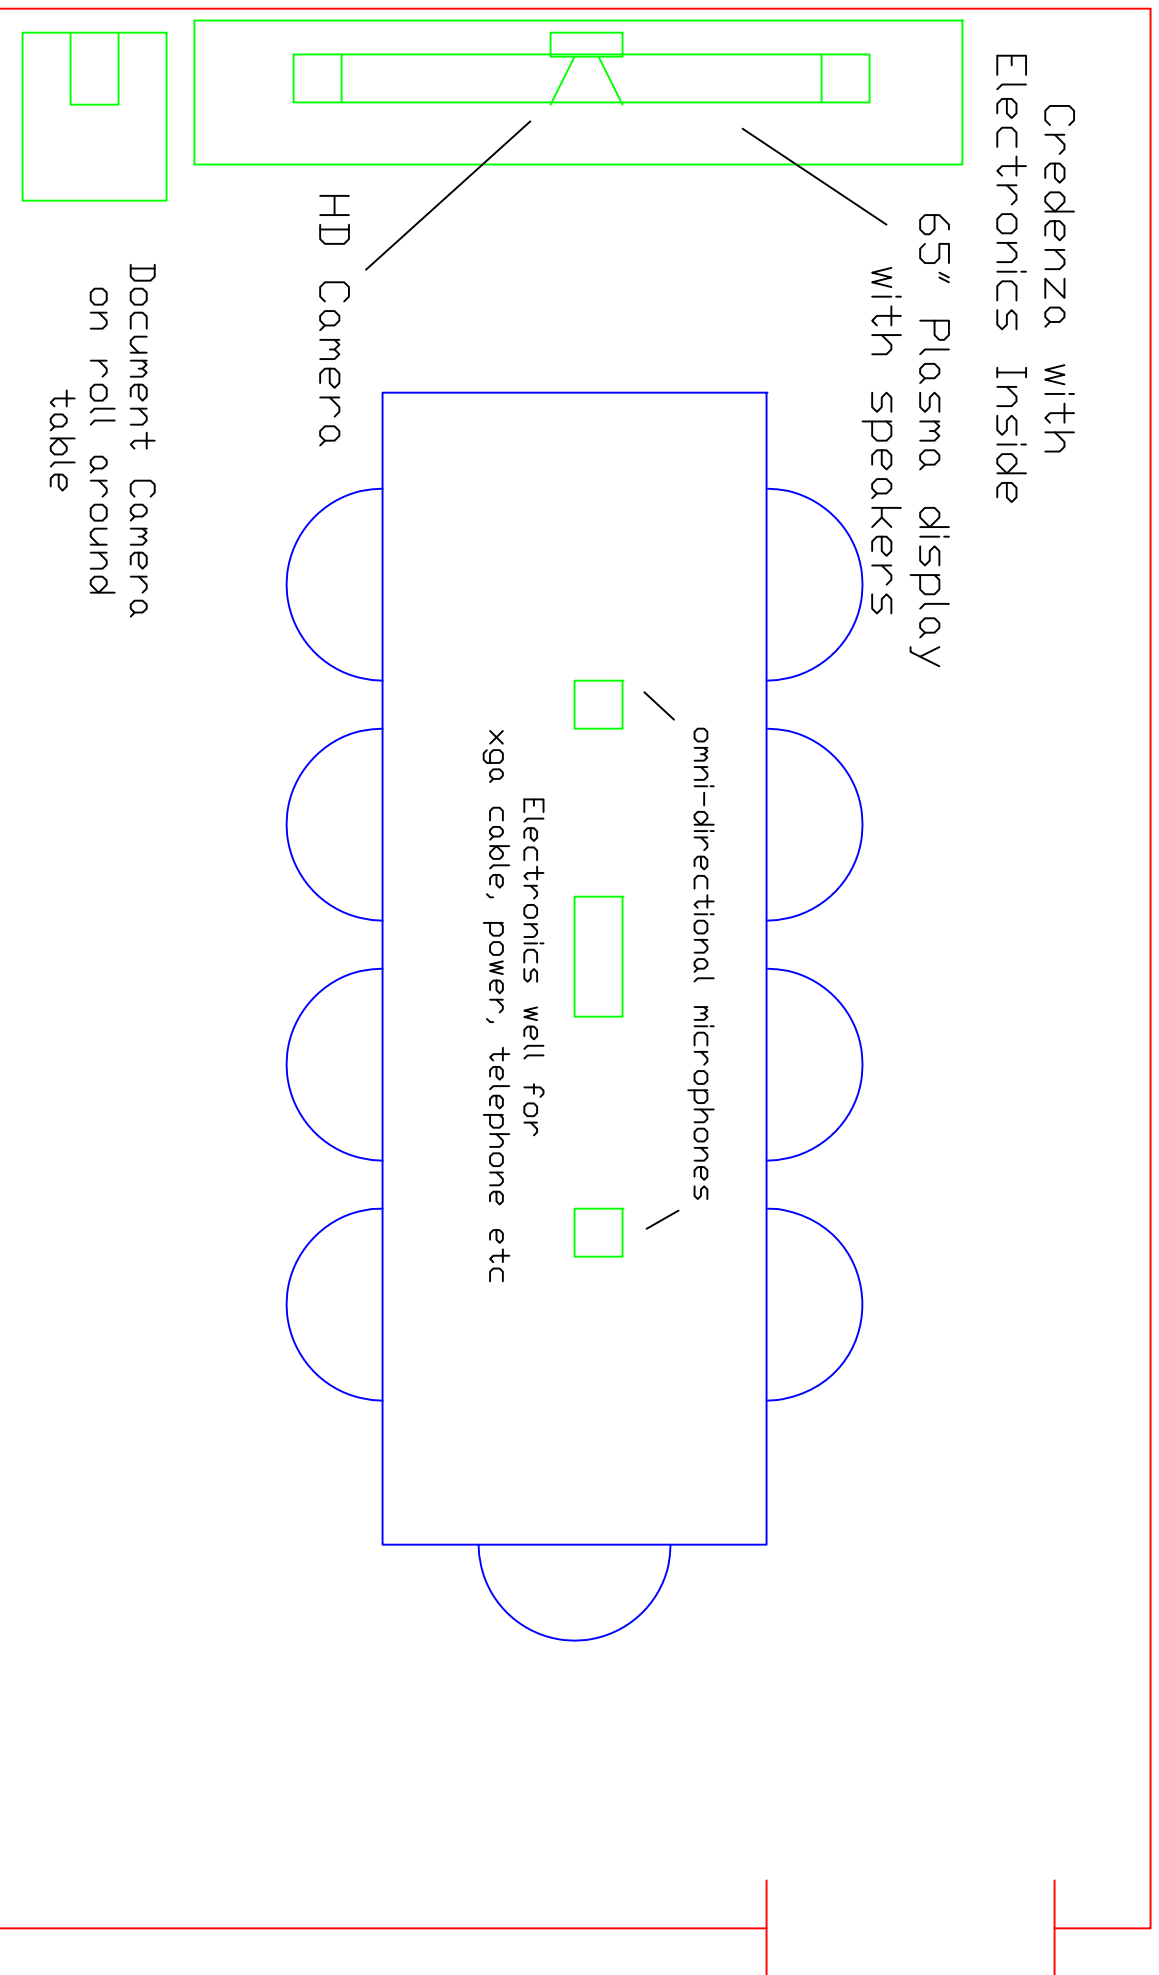 Credenza with
Electronics Inside
65" Plasma display
with speakers
HD Camera
Document Camera
on roll around
table
omni-directional microphones
Electronics well for
xga cable, power, telephone etc